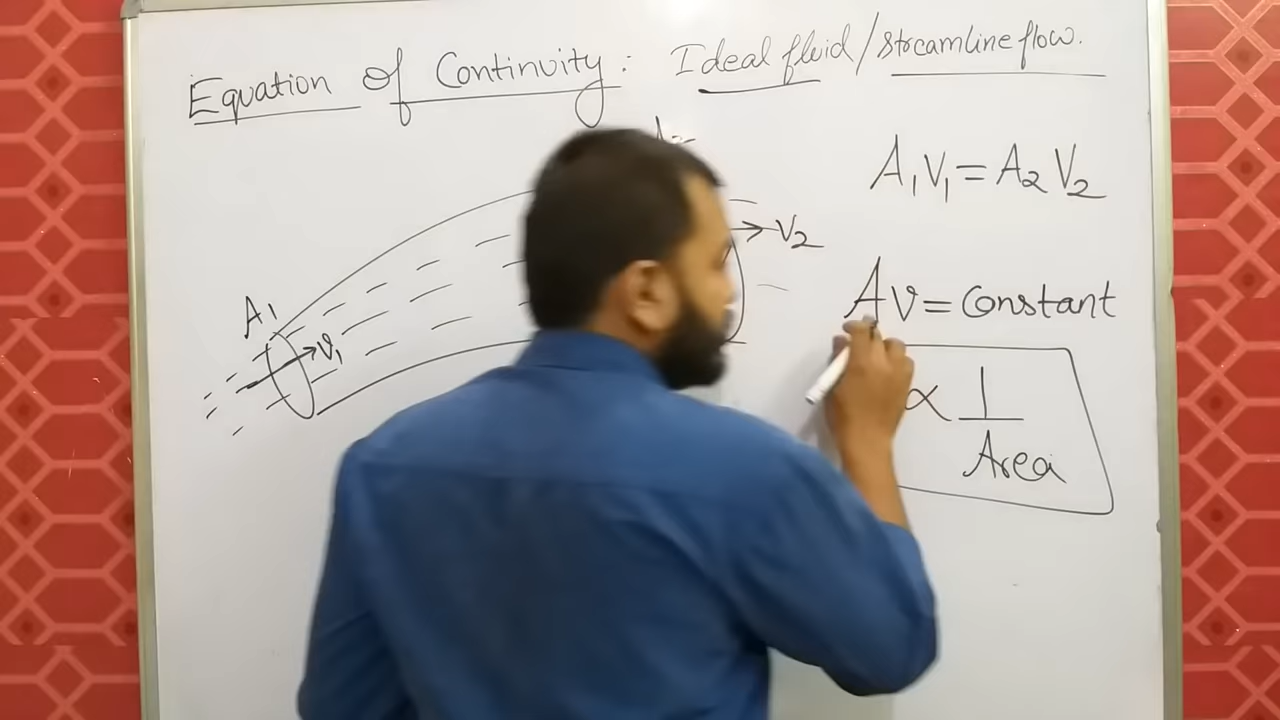 Equation of Continuity : Ideal fluid / streamline flow.
A₁V₁ = A₂V₂
V₂
AV = Constant
A₁
V₁
∝ 1
Area